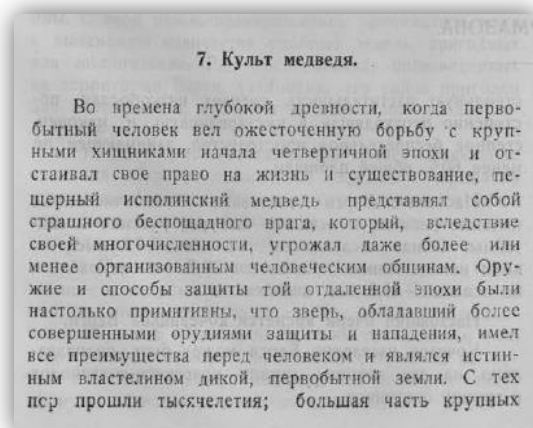 РМАЗОНА.
7. Культ медведя.
Во времена глубокой древности, когда перво-
бытный человек вел ожесточенную борьбу с круп-
ными хищниками начала четвертичной эпохи и от-
стаивал свое право на жизнь и существование, пе-
щерный исполинский медведь представлял собой
страшного беспощадного врага, который, вследствие
своей многочисленности, угрожал даже более или
менее организованным человеческим общинам. Ору-
жие и способы защиты той отдаленной эпохи были
настолько примитивны, что зверь, обладавший более
совершенными орудиями защиты и нападения, имел
все преимущества перед человеком и являлся истин-
ным властелином дикой, первобытной земли. С тех
пор прошли тысячелетия; большая часть крупных